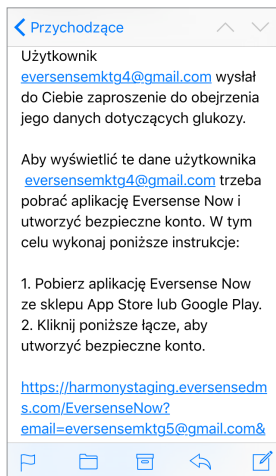 Przychodzące
Użytkownik
eversensemktg4@gmail.com wysłał
do Ciebie zaproszenie do obejrzenia
jego danych dotyczących glukozy.
Aby wyświetlić te dane użytkownika
eversensemktg4@gmail.com trzeba
pobrać aplikację Eversense Now i
utworzyć bezpieczne konto. W tym
celu wykonaj poniższe instrukcje:
1. Pobierz aplikację Eversense Now
ze sklepu App Store lub Google Play.
2. Kliknij poniższe łącze, aby
utworzyć bezpieczne konto.
https://harmonystaging.eversensedm
s.com/EversenseNow?
email=eversensemktg5@gmail.com&